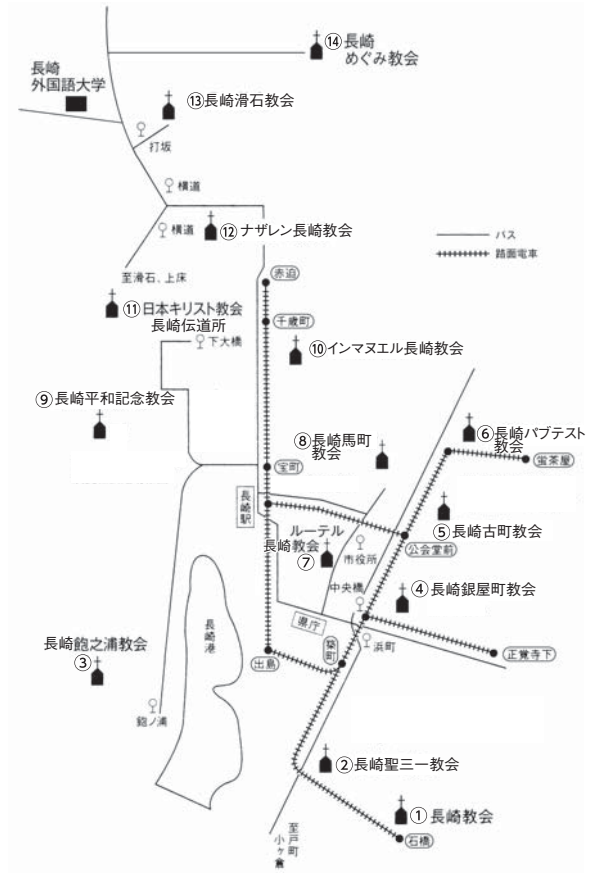 ⑭長崎
めぐみ教会
長崎
外国語大学
⑬長崎滑石教会
打坂
横道
横道
⑫ナザレン長崎教会
バス
路面電車
至滑石、上床
赤迫
⑪日本キリスト教会
長崎伝道所
千歳町
下大橋
⑩インマヌエル長崎教会
⑨長崎平和記念教会
⑧長崎馬町
教会
⑥長崎バプテスト
教会
蛍茶屋
宝町
長崎駅
⑤長崎古町教会
ルーテル
長崎教会
⑦
市役所
公会堂前
中央橋
④長崎銀屋町教会
県庁
浜町
長崎港
築町
正覚寺下
長崎飽之浦教会
③
出島
飽ノ浦
②長崎聖三一教会
①長崎教会
石橋
至戸町
小ヶ倉